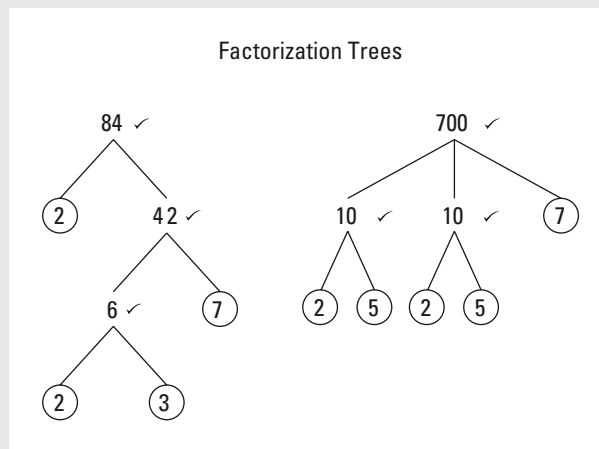 Factorization Trees
84 ✓ 700 ✓
2 42 ✓ 10 ✓ 10 ✓ 7
6 ✓ 7 2 5 2 5
2 3